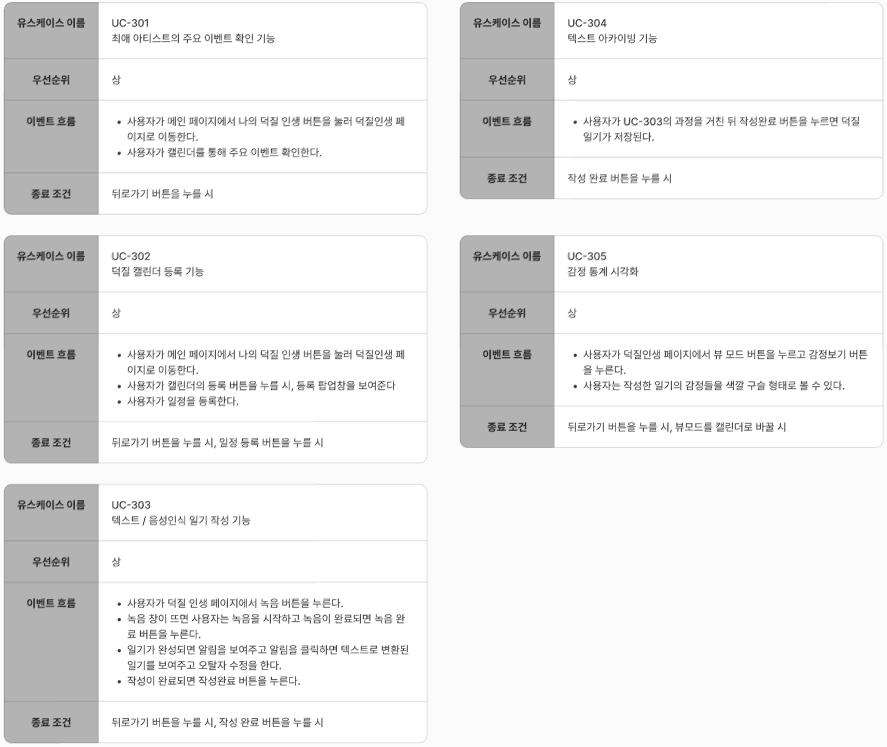 유스케이스 이름
UC-301
최애 아티스트의 주요 이벤트 확인 기능
우선순위
상
이벤트 흐름
• 사용자가 메인 페이지에서 나의 덕질 인생 버튼을 눌러 덕질인생 페
이지로 이동한다.
• 사용자가 캘린더를 통해 주요 이벤트 확인한다.
종료 조건
뒤로가기 버튼을 누를 시
유스케이스 이름
UC-302
덕질 캘린더 등록 기능
우선순위
상
이벤트 흐름
• 사용자가 메인 페이지에서 나의 덕질 인생 버튼을 눌러 덕질인생 페
이지로 이동한다.
• 사용자가 캘린더의 등록 버튼을 누를 시, 등록 팝업창을 보여준다
• 사용자가 일정을 등록한다.
종료 조건
뒤로가기 버튼을 누를 시, 일정 등록 버튼을 누를 시
유스케이스 이름
UC-303
텍스트 / 음성인식 일기 작성 기능
우선순위
상
이벤트 흐름
• 사용자가 덕질 인생 페이지에서 녹음 버튼을 누른다.
• 녹음 창이 뜨면 사용자는 녹음을 시작하고 녹음이 완료되면 녹음 완
료 버튼을 누른다.
• 일기가 완성되면 알림을 보여주고 알림을 클릭하면 텍스트로 변환된
일기를 보여주고 오탈자 수정을 한다.
• 작성이 완료되면 작성완료 버튼을 누른다.
종료 조건
뒤로가기 버튼을 누를 시, 작성 완료 버튼을 누를 시
유스케이스 이름
UC-304
텍스트 아카이빙 기능
우선순위
상
이벤트 흐름
• 사용자가 UC-303의 과정을 거친 뒤 작성완료 버튼을 누르면 덕질
일기가 저장된다.
종료 조건
작성 완료 버튼을 누를 시
유스케이스 이름
UC-305
감정 통계 시각화
우선순위
상
이벤트 흐름
• 사용자가 덕질인생 페이지에서 뷰 모드 버튼을 누르고 감정보기 버튼
을 누른다.
• 사용자는 작성한 일기의 감정들을 색깔 구슬 형태로 볼 수 있다.
종료 조건
뒤로가기 버튼을 누를 시, 뷰모드를 캘린더로 바꿀 시